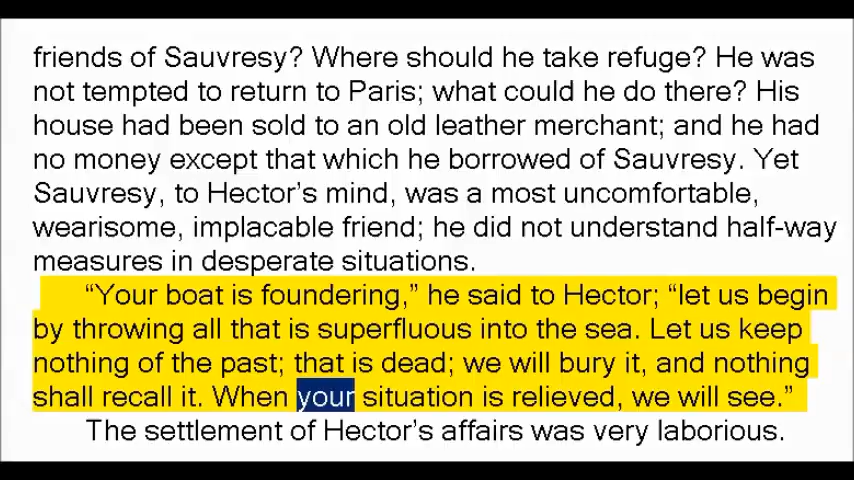 friends of Sauvresy? Where should he take refuge? He was
not tempted to return to Paris; what could he do there? His
house had been sold to an old leather merchant; and he had
no money except that which he borrowed of Sauvresy. Yet
Sauvresy, to Hector’s mind, was a most uncomfortable,
wearisome, implacable friend; he did not understand half-way
measures in desperate situations.
“Your boat is foundering,” he said to Hector; “let us begin
by throwing all that is superfluous into the sea. Let us keep
nothing of the past; that is dead; we will bury it, and nothing
shall recall it. When your situation is relieved, we will see.”
The settlement of Hector’s affairs was very laborious.